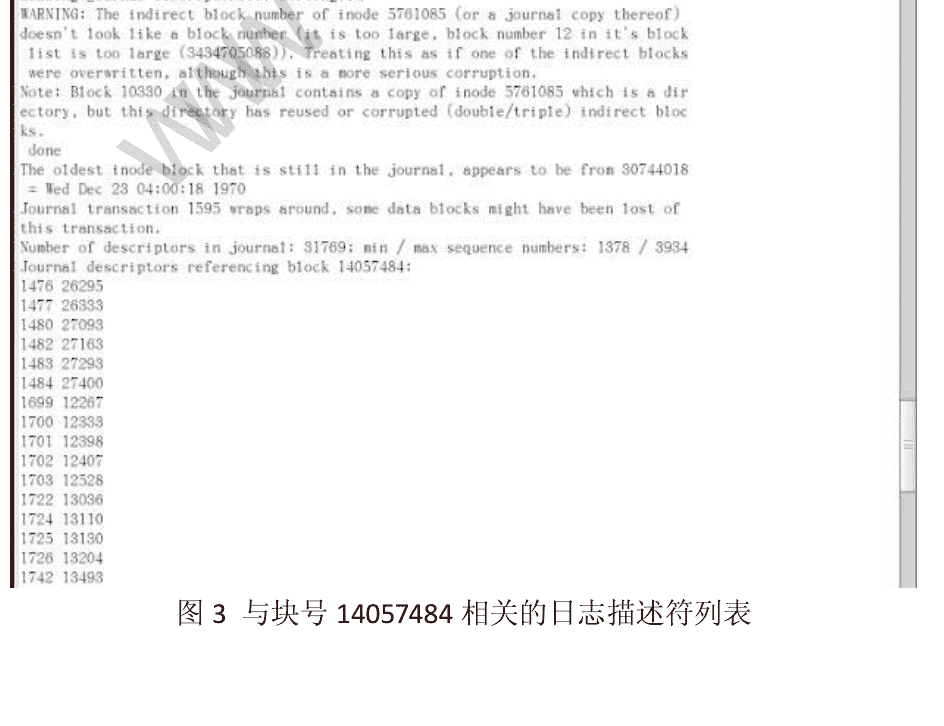 WARNING: The indirect block number of inode 5761085 (or a journal copy thereof)
doesn't look like a block number (it is too large, block number 12 in it's block
list is too large (3434705088)). Treating this as if one of the indirect blocks
were overwritten, although this is a more serious corruption.
Note: Block 10330 in the journal contains a copy of inode 5761085 which is a dir
ectory, but this directory has reused or corrupted (double/triple) indirect bloc
ks.
done
The oldest inode block that is still in the journal, appears to be from 30744018
= Wed Dec 23 04:00:18 1970
Journal transaction 1595 wraps around, some data blocks might have been lost of
this transaction.
Number of descriptors in journal: 31769; min / max sequence numbers: 1378 / 3934
Journal descriptors referencing block 14057484:
1476 26295
1477 26333
1480 27093
1482 27163
1483 27293
1484 27400
1699 12267
1700 12333
1701 12398
1702 12407
1703 12528
1722 13036
1724 13110
1725 13130
1726 13204
1742 13493
图 3 与块号 14057484 相关的日志描述符列表